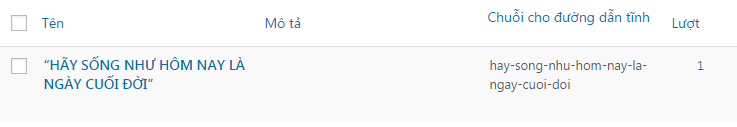 Tên Mô tả Chuỗi cho đường dẫn tĩnh Lượt
“HÃY SỐNG NHƯ HÔM NAY LÀ hay-song-nhu-hom-nay-la- 1
NGÀY CUỐI ĐỜI” ngay-cuoi-doi